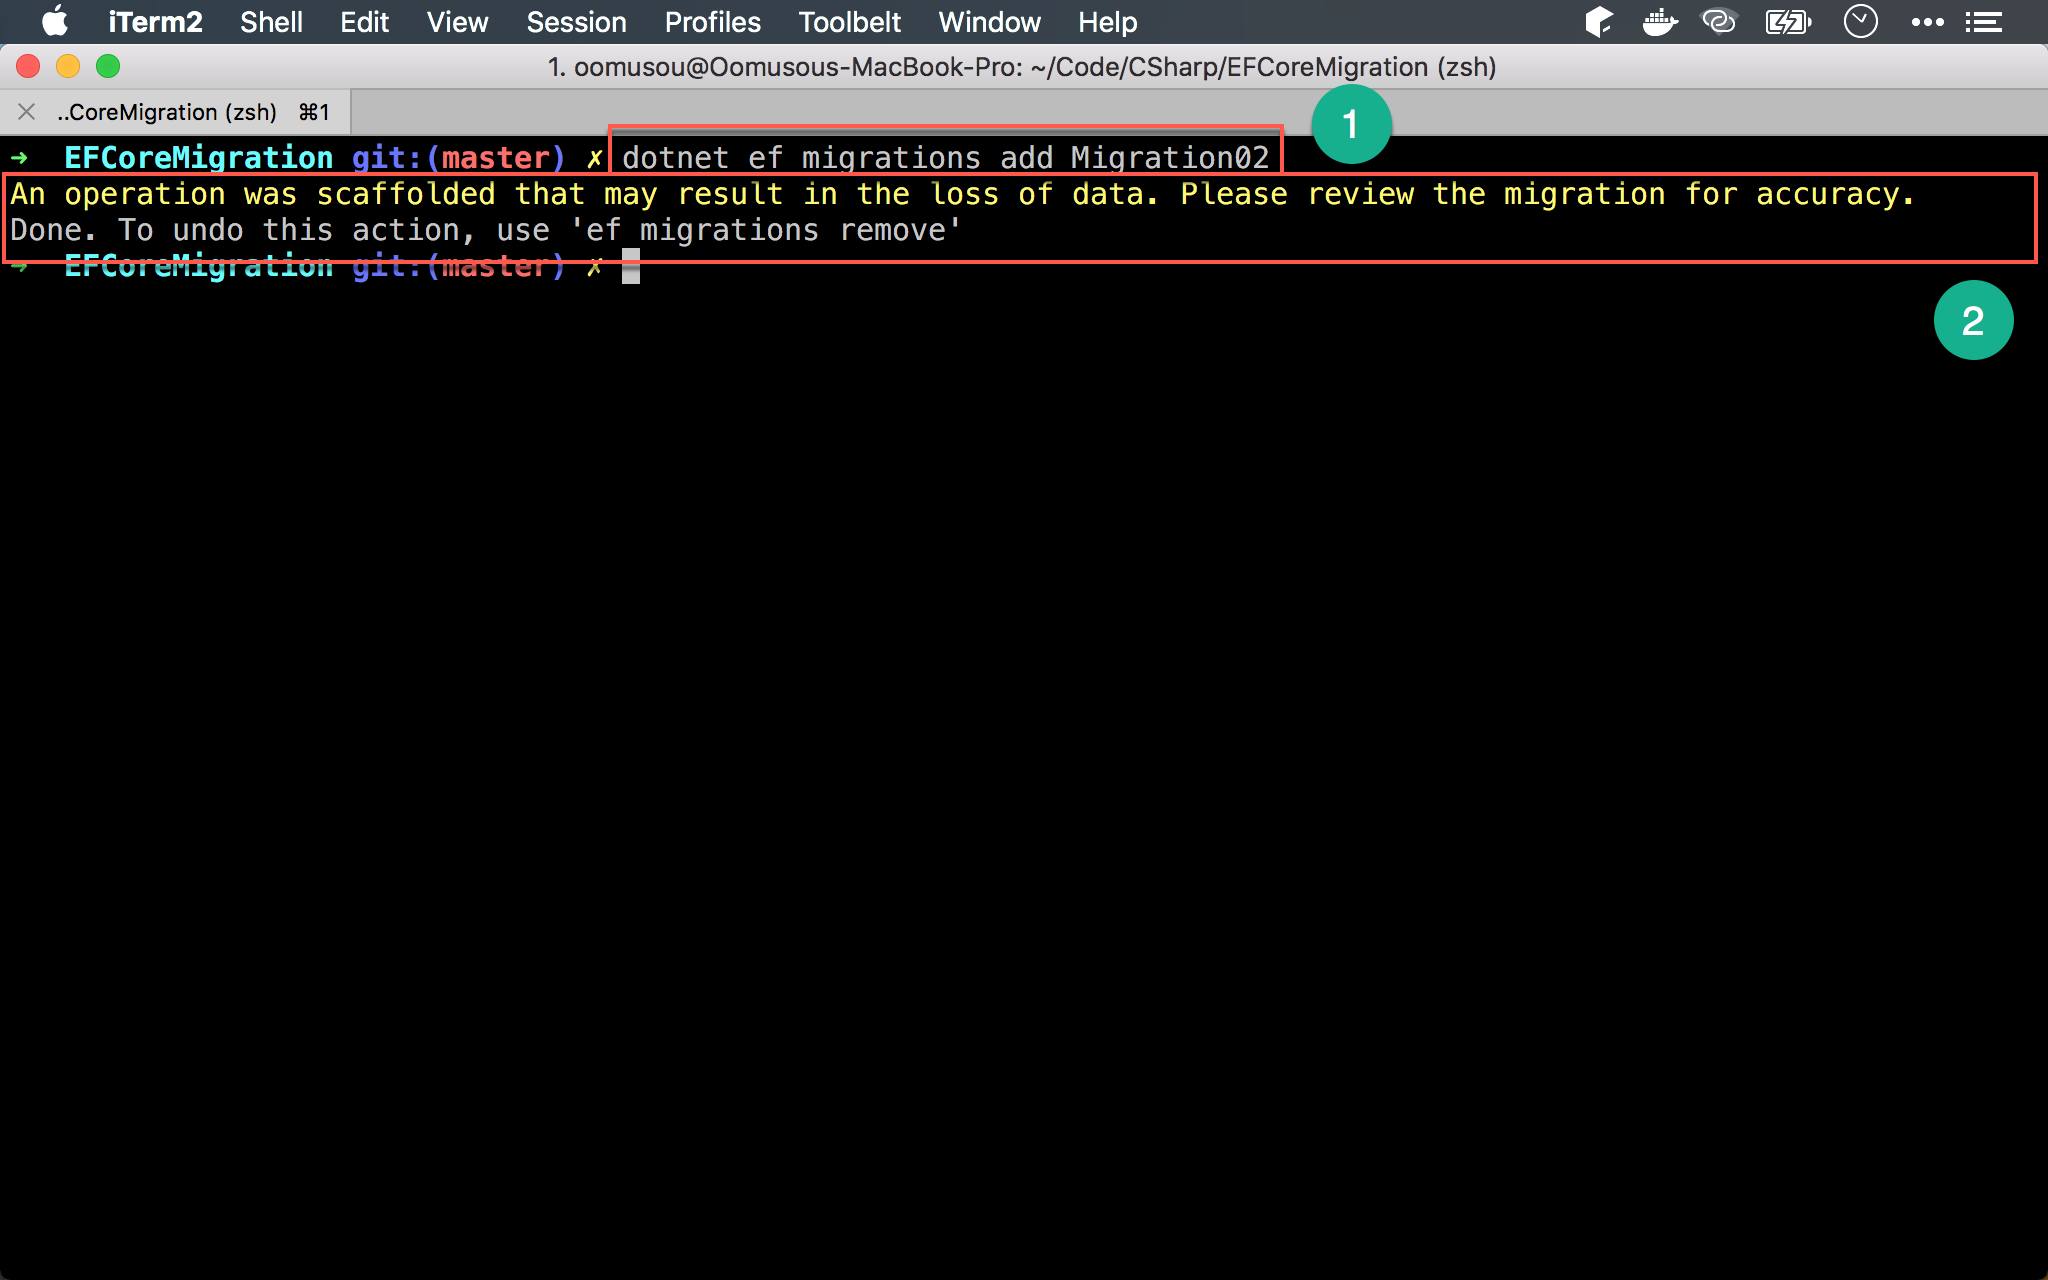 iTerm2 Shell Edit View Session Profiles Toolbelt Window Help
1. oomusou@Oomusous-MacBook-Pro: ~/Code/CSharp/EFCoreMigration (zsh)
..CoreMigration (zsh) ⌘1
1
➜ EFCoreMigration git:(master) ✗ dotnet ef migrations add Migration02
An operation was scaffolded that may result in the loss of data. Please review the migration for accuracy.
Done. To undo this action, use 'ef migrations remove'
➜ EFCoreMigration git:(master) ✗
2